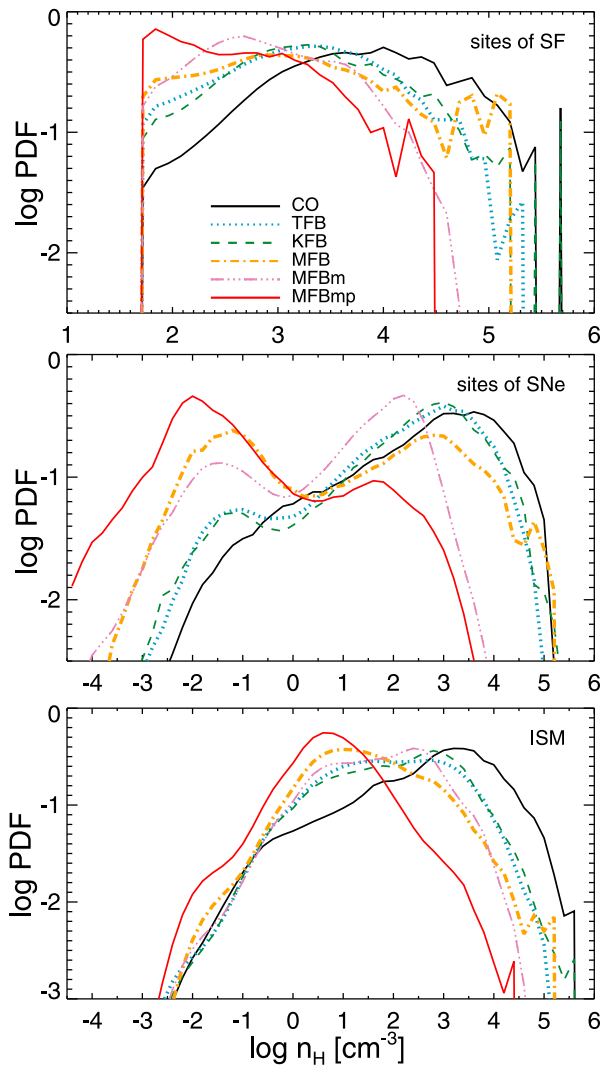 0
sites of SF
-1
log PDF
CO
TFB
KFB
MFB
MFBm
MFBmp
-2
1 2 3 4 5 6
0
sites of SNe
-1
log PDF
-2
-4 -3 -2 -1 0 1 2 3 4 5 6
0
ISM
-1
log PDF
-2
-3
-4 -3 -2 -1 0 1 2 3 4 5 6
log n_H [cm^-3]